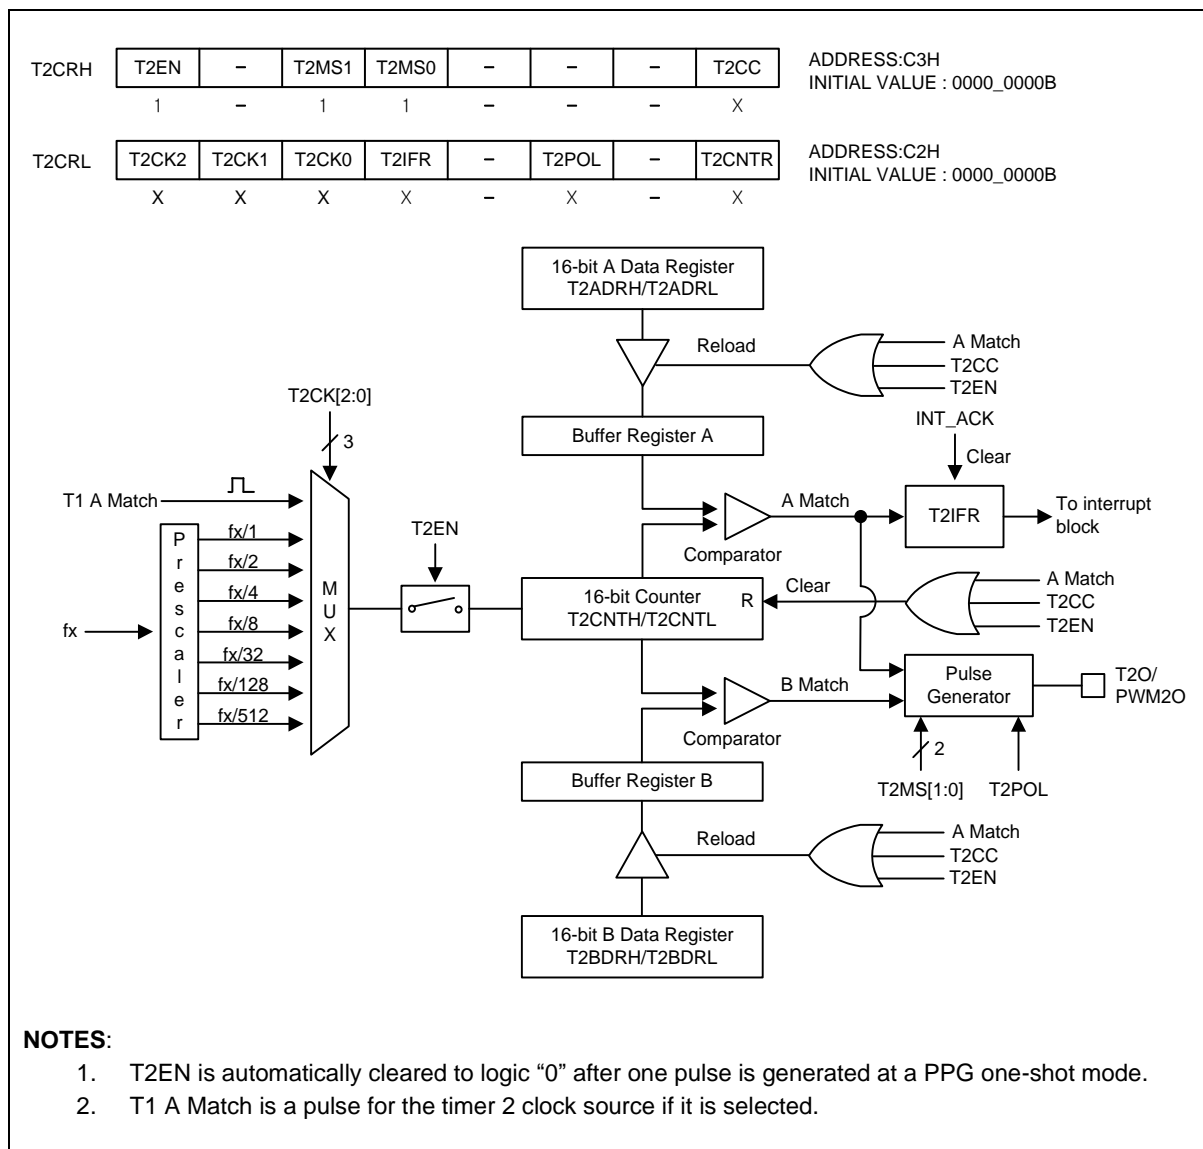 T2CRH T2EN – T2MS1 T2MS0 – – – T2CC ADDRESS:C3H
INITIAL VALUE : 0000_0000B
1 – 1 1 – – – X
T2CRL T2CK2 T2CK1 T2CK0 T2IFR – T2POL – T2CNTR ADDRESS:C2H
INITIAL VALUE : 0000_0000B
X X X X – X – X
16-bit A Data Register
T2ADRH/T2ADRL
Reload
A Match
T2CC
T2EN
T2CK[2:0]
3
Buffer Register A
INT_ACK
Clear
T1 A Match
A Match
T2IFR
To interrupt
block
Comparator
fx
Prescaler
fx/1
fx/2
fx/4
fx/8
fx/32
fx/128
fx/512
MUX
T2EN
16-bit Counter
T2CNTH/T2CNTL
R
Clear
A Match
T2CC
T2EN
B Match
Comparator
Pulse
Generator
T2O/
PWM2O
2
T2MS[1:0]
T2POL
Buffer Register B
Reload
A Match
T2CC
T2EN
16-bit B Data Register
T2BDRH/T2BDRL
NOTES:
1. T2EN is automatically cleared to logic “0” after one pulse is generated at a PPG one-shot mode.
2. T1 A Match is a pulse for the timer 2 clock source if it is selected.